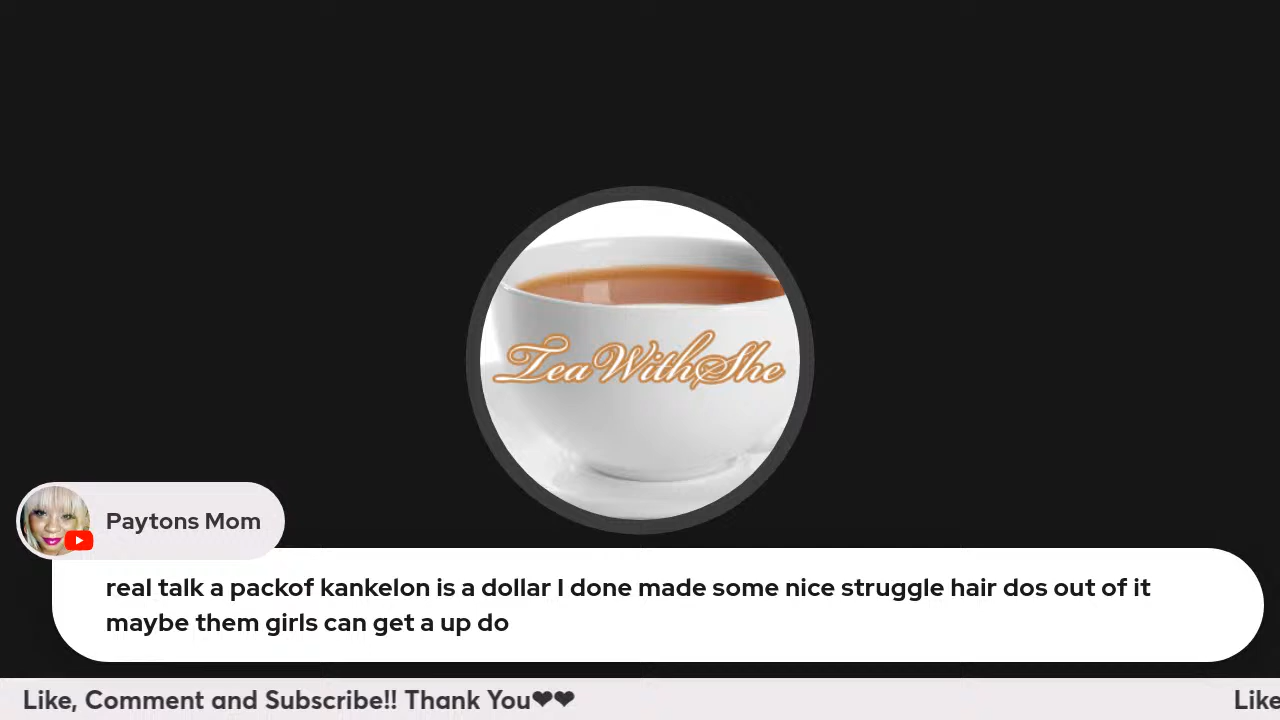 TeaWithShe
Paytons Mom
real talk a packof kankelon is a dollar I done made some nice struggle hair dos out of it
maybe them girls can get a up do
Like, Comment and Subscribe!! Thank You❤❤
Like